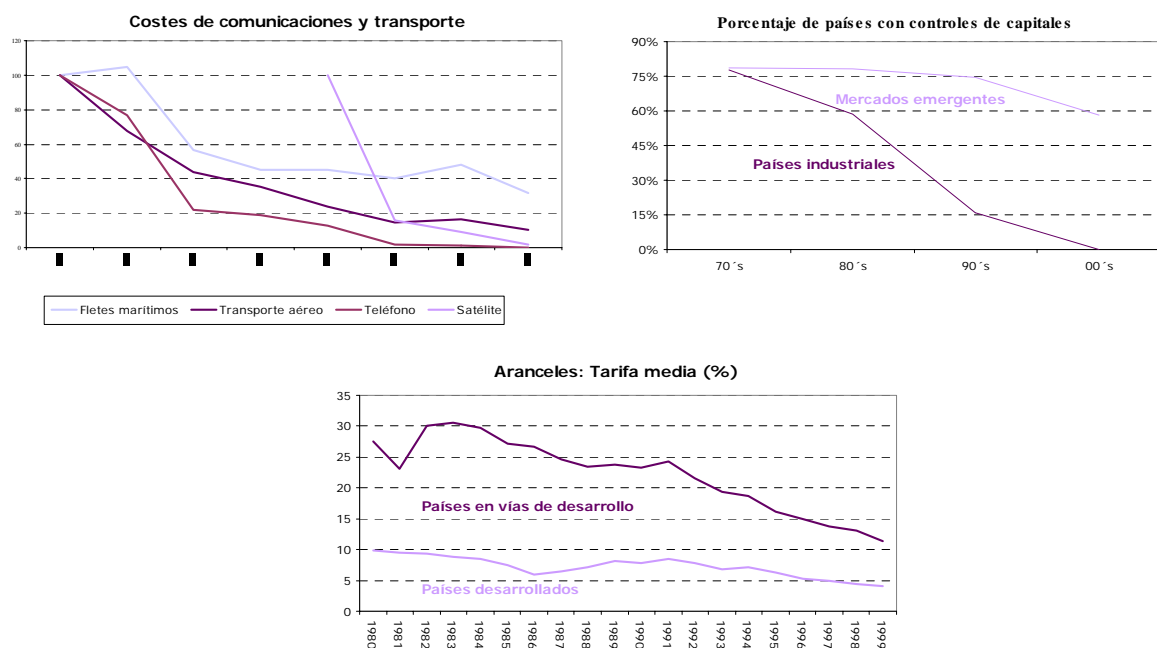 Costes de comunicaciones y transporte
120
100
80
60
40
20
0
Fletes marítimos Transporte aéreo Teléfono Satélite
Porcentaje de países con controles de capitales
90%
75%
60%
45%
30%
15%
0%
Mercados emergentes
Países industriales
70´s 80´s 90´s 00´s
Aranceles: Tarifa media (%)
35
30
25
20
15
10
5
0
Países en vías de desarrollo
Países desarrollados
1980 1981 1982 1983 1984 1985 1986 1987 1988 1989 1990 1991 1992 1993 1994 1995 1996 1997 1998 1999